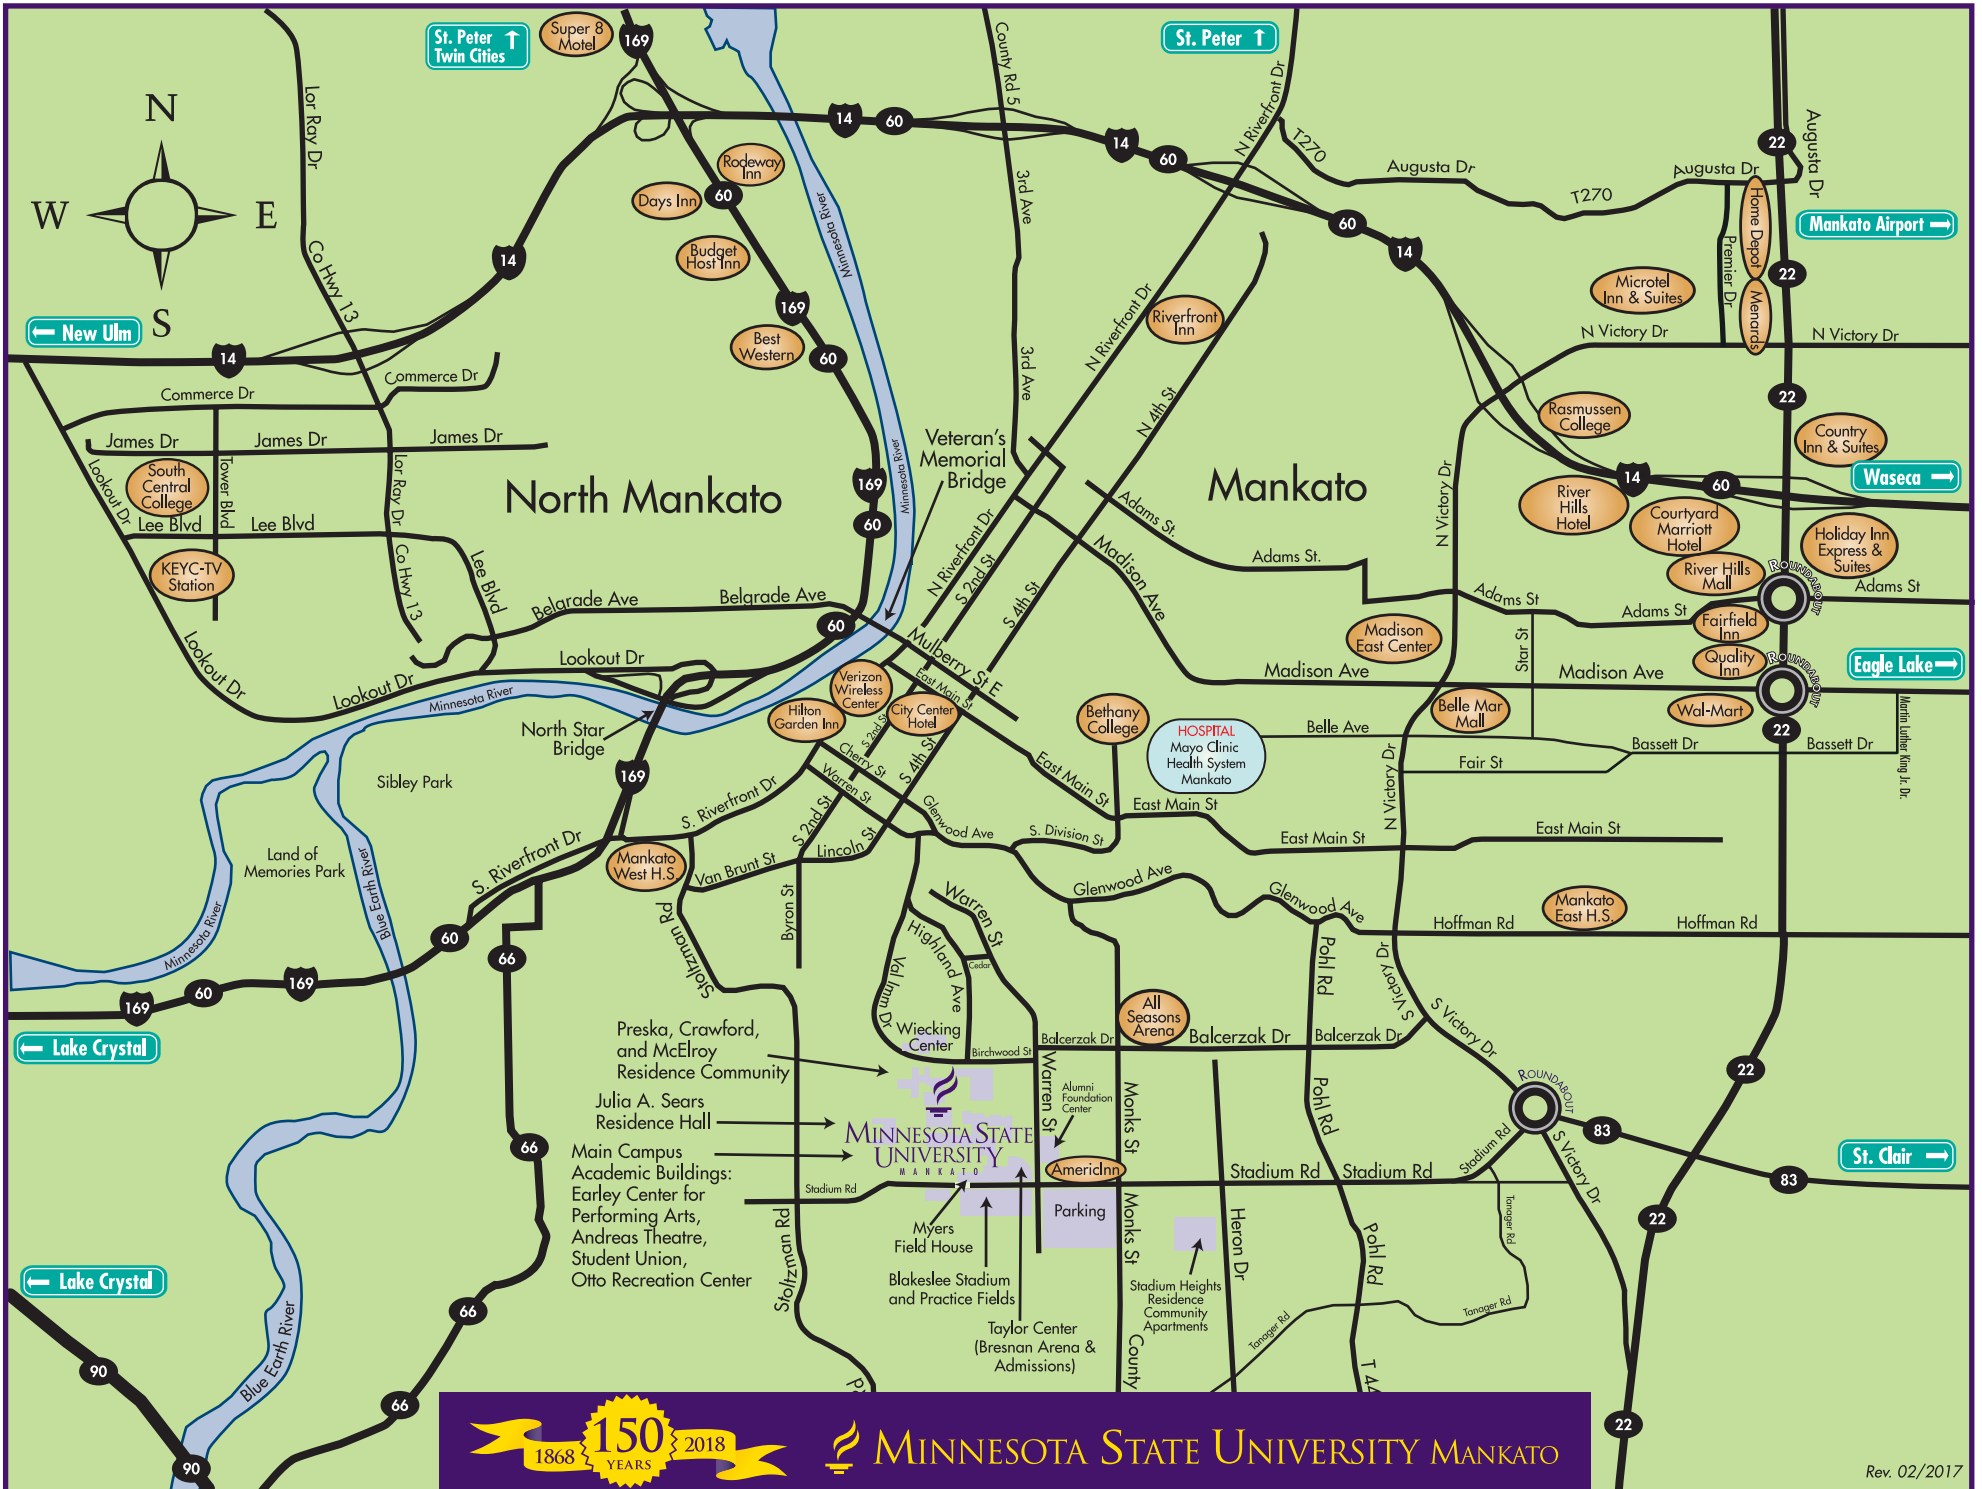 St. Peter ↑
Twin Cities
Super 8
Motel
169
St. Peter ↑
County Rd 5
N Riverfront Dr
Lor Ray Dr
N
W
E
S
14
60
14
60
T270
Augusta Dr
T270
Augusta Dr
22
Augusta Dr
Rodeway
Inn
Days Inn
60
Minnesota River
3rd Ave
60
14
Home Depot
Mankato Airport →
Budget
Host Inn
14
Co Hwy 13
Premier Dr
22
Microtel
Inn & Suites
Menards
← New Ulm
14
169
Best
Western
60
3rd Ave
N Riverfront Dr
Riverfront
Inn
N Victory Dr
N Victory Dr
Commerce Dr
Commerce Dr
N 4th St
22
Rasmussen
College
James Dr
James Dr
James Dr
Country
Inn & Suites
Lookout Dr
South
Central
College
Tower Blvd
Lor Ray Dr
North Mankato
169
60
Minnesota River
Veteran's
Memorial
Bridge
Mankato
N Victory Dr
14
60
Waseca →
River
Hills
Hotel
Courtyard
Marriott
Hotel
Holiday Inn
Express &
Suites
Lee Blvd
Lee Blvd
Lee Blvd
Co Hwy 13
KEYC-TV
Station
N Riverfront Dr
S 2nd St
S 4th St
Adams St.
Madison Ave
Adams St.
River Hills
Mall
Roundabout
Adams St
Adams St
Adams St
Belgrade Ave
Belgrade Ave
60
Mulberry St E
Madison
East Center
Star St
Fairfield
Inn
Quality
Inn
Roundabout
Eagle Lake→
Lookout Dr
Lookout Dr
Lookout Dr
Minnesota River
North Star
Bridge
Verizon
Wireless
Center
East Main St
Hilton
Garden Inn
City Center
Hotel
S 2nd St
Madison Ave
Madison Ave
Belle Mar
Mall
Wal-Mart
22
Martin Luther King Jr. Dr.
Bethany
College
HOSPITAL
Mayo Clinic
Health System
Mankato
Belle Ave
Bassett Dr
Bassett Dr
Fair St
N Victory Dr
Sibley Park
169
Cherry St
Warren St
S 4th St
S. Riverfront Dr
East Main St
East Main St
East Main St
East Main St
S 2nd St
Glenwood Ave
S. Division St
Lincoln St
Van Brunt St
Land of
Memories Park
Blue Earth River
S. Riverfront Dr
Mankato
West H.S.
Byron St
Stoltzman Rd
Minnesota River
60
66
Glenwood Ave
Glenwood Ave
Hoffman Rd
Mankato
East H.S.
Hoffman Rd
Warren St
Highland Ave
Cedar
Val Imm Dr
Pohl Rd
S Victory Dr
169
60
169
← Lake Crystal
Preska, Crawford,
and McElroy
Residence Community
Wiecking
Center
Birchwood St
Balcerzak Dr
All
Seasons
Arena
Balcerzak Dr
Balcerzak Dr
S Victory Dr
22
Julia A. Sears
Residence Hall
Warren St
Alumni
Foundation
Center
Monks St
Pohl Rd
Roundabout
83
Minnesota State
University
MANKATO
Main Campus
Academic Buildings:
Earley Center for
Performing Arts,
Andreas Theatre,
Student Union,
Otto Recreation Center
66
Stadium Rd
AmericInn
Stadium Rd
Stadium Rd
Stadium Rd
S Victory Dr
St. Clair →
83
Stoltzman Rd
Myers
Field House
Parking
Monks St
Heron Dr
Pohl Rd
Tanager Rd
22
Blakeslee Stadium
and Practice Fields
Stadium Heights
Residence
Community
Apartments
Taylor Center
(Bresnan Arena &
Admissions)
Tanager Rd
Tanager Rd
← Lake Crystal
66
Blue Earth River
90
66
County
T 44
22
90
1868
150
YEARS
2018
Minnesota State University Mankato
Rev. 02/2017